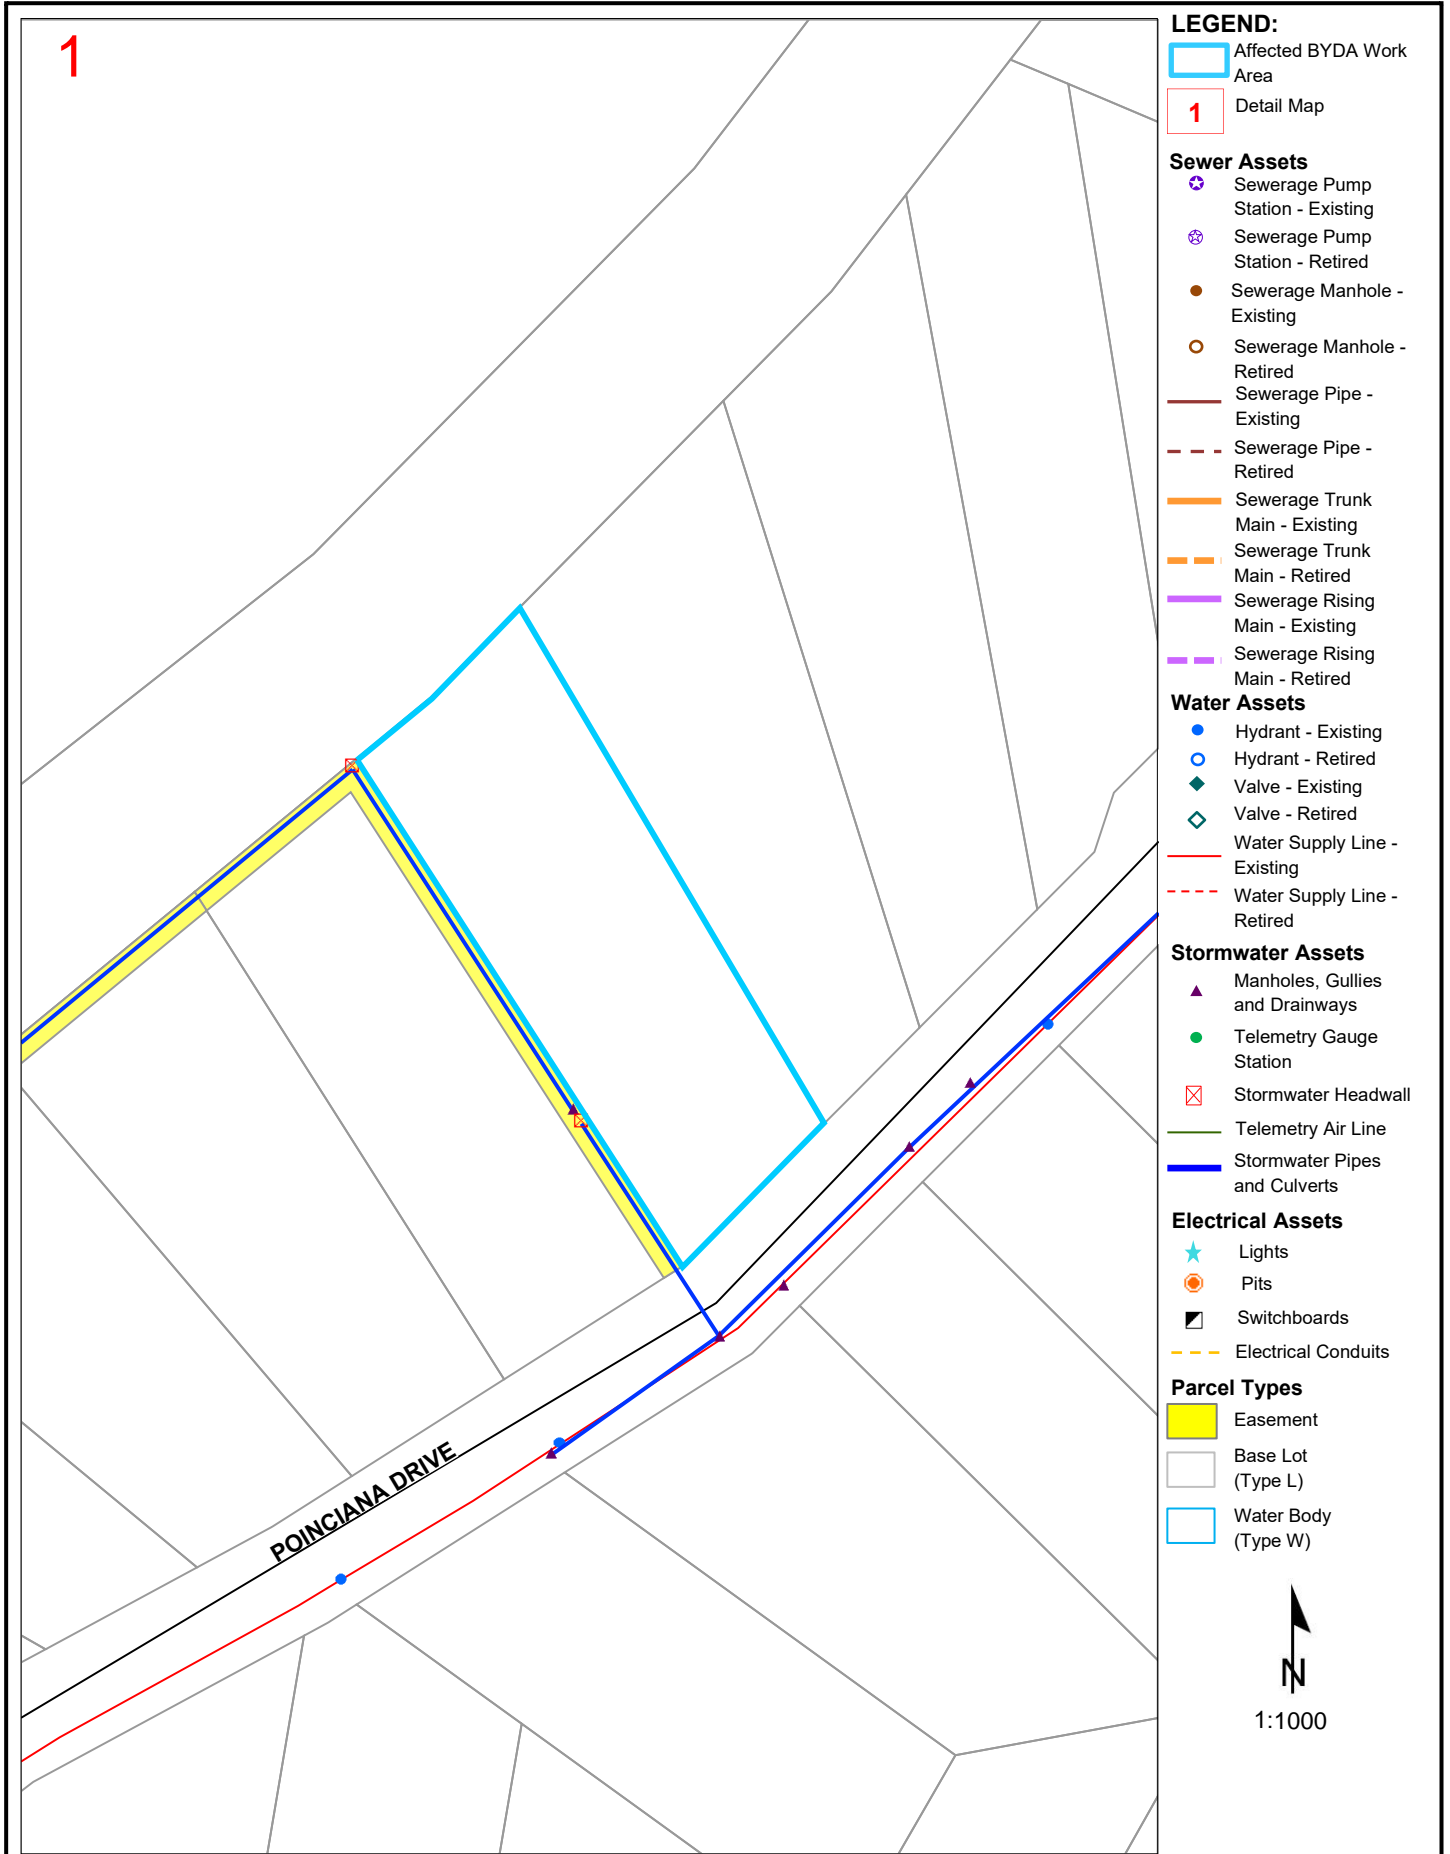 1
POINCIANA DRIVE
LEGEND:
Affected BYDA Work
Area
1
Detail Map
Sewer Assets
Sewerage Pump
Station - Existing
Sewerage Pump
Station - Retired
Sewerage Manhole -
Existing
Sewerage Manhole -
Retired
Sewerage Pipe -
Existing
Sewerage Pipe -
Retired
Sewerage Trunk
Main - Existing
Sewerage Trunk
Main - Retired
Sewerage Rising
Main - Existing
Sewerage Rising
Main - Retired
Water Assets
Hydrant - Existing
Hydrant - Retired
Valve - Existing
Valve - Retired
Water Supply Line -
Existing
Water Supply Line -
Retired
Stormwater Assets
Manholes, Gullies
and Drainways
Telemetry Gauge
Station
Stormwater Headwall
Telemetry Air Line
Stormwater Pipes
and Culverts
Electrical Assets
Lights
Pits
Switchboards
Electrical Conduits
Parcel Types
Easement
Base Lot
(Type L)
Water Body
(Type W)
N
1:1000